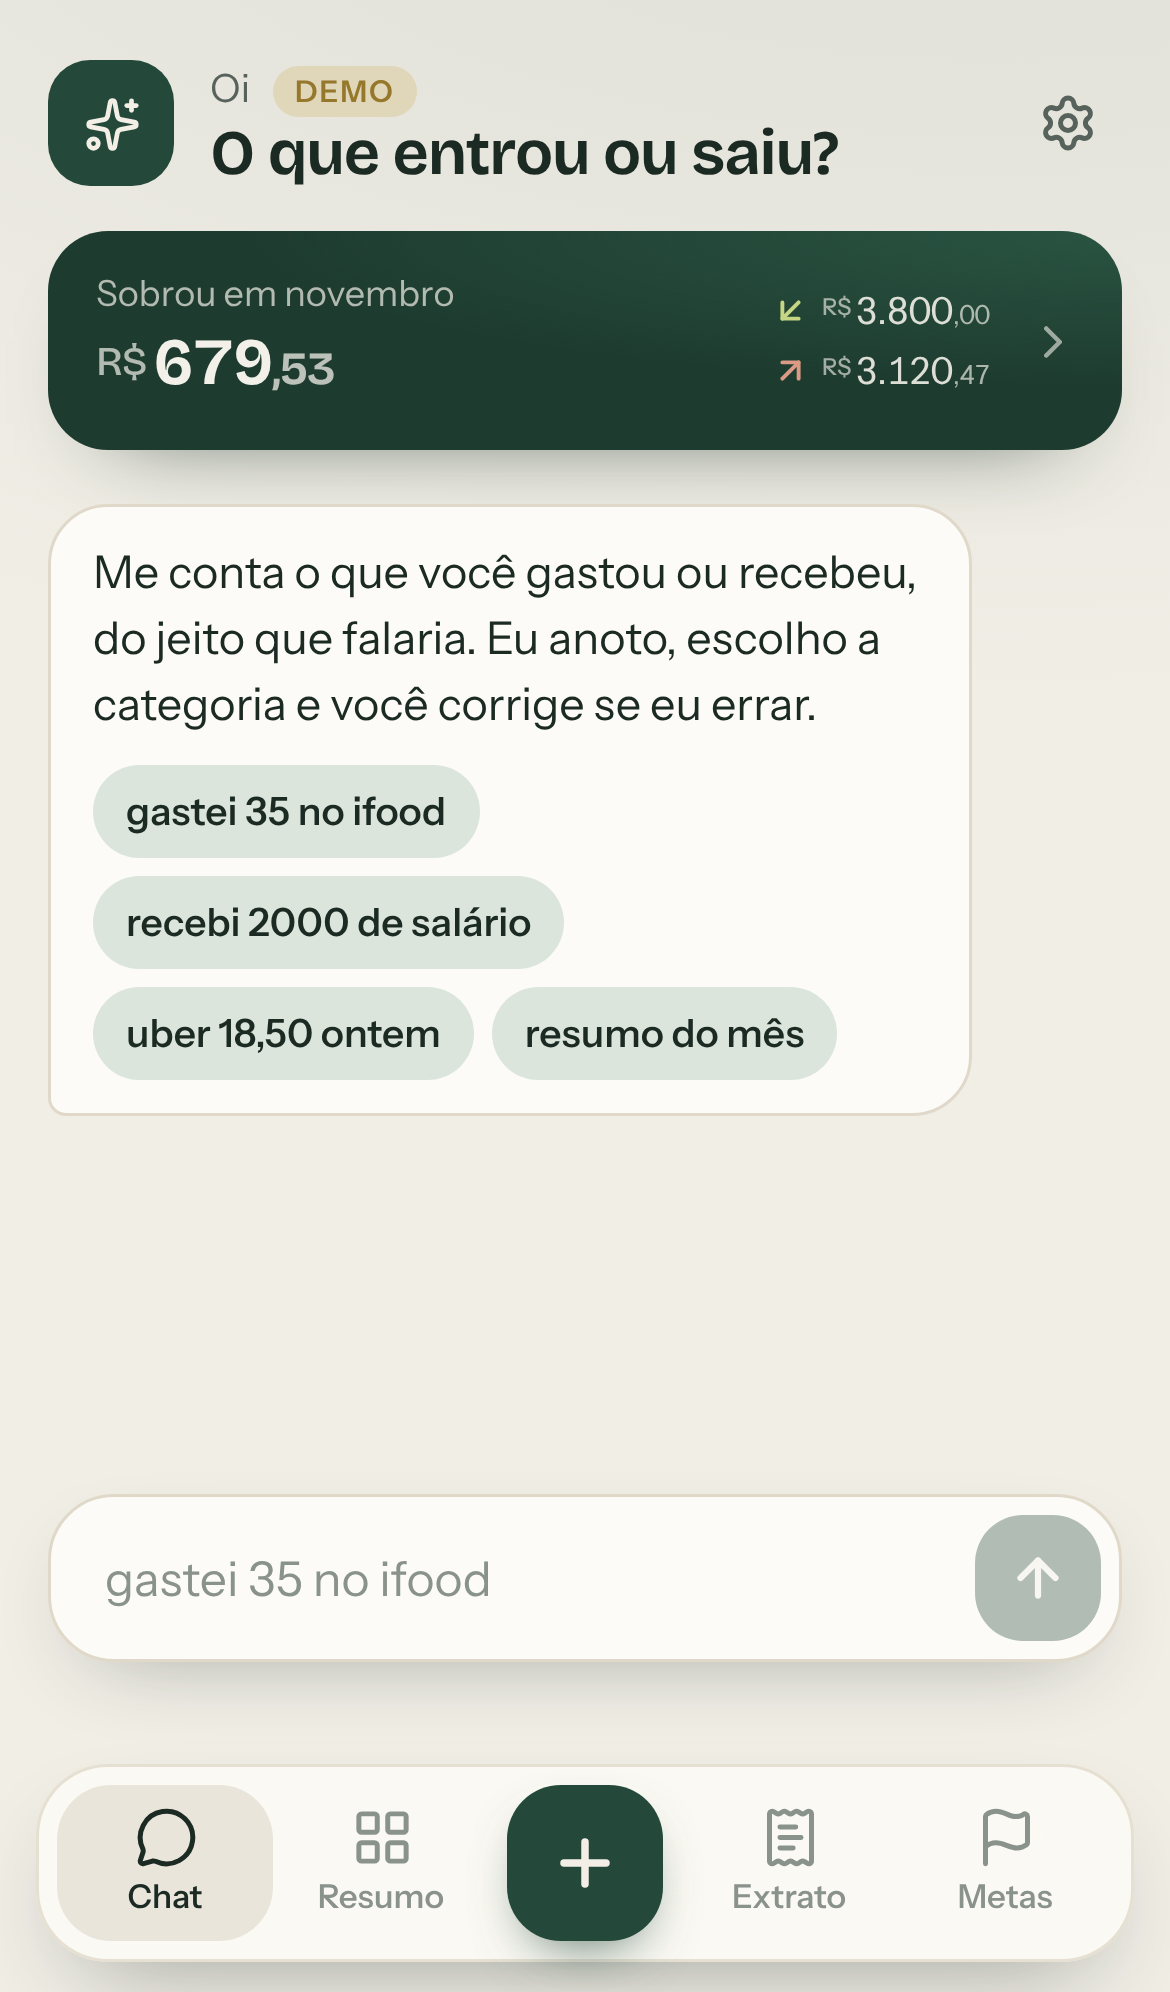 Oi DEMO
O que entrou ou saiu?
Sobrou em novembro
R$ 679,53
R$ 3.800,00
R$ 3.120,47
Me conta o que você gastou ou recebeu,
do jeito que falaria. Eu anoto, escolho a
categoria e você corrige se eu errar.
gastei 35 no ifood
recebi 2000 de salário
uber 18,50 ontem
resumo do mês
gastei 35 no ifood
Chat
Resumo
Extrato
Metas